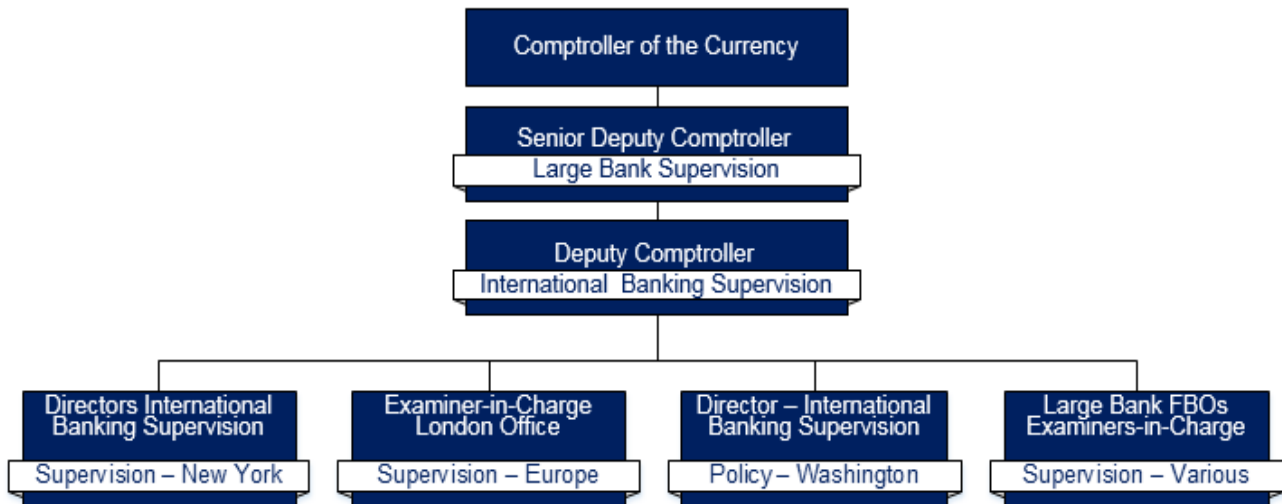 Comptroller of the Currency
Senior Deputy Comptroller
Large Bank Supervision
Deputy Comptroller
International Banking Supervision
Directors International
Banking Supervision
Supervision – New York
Examiner-in-Charge
London Office
Supervision – Europe
Director – International
Banking Supervision
Policy – Washington
Large Bank FBOs
Examiners-in-Charge
Supervision – Various